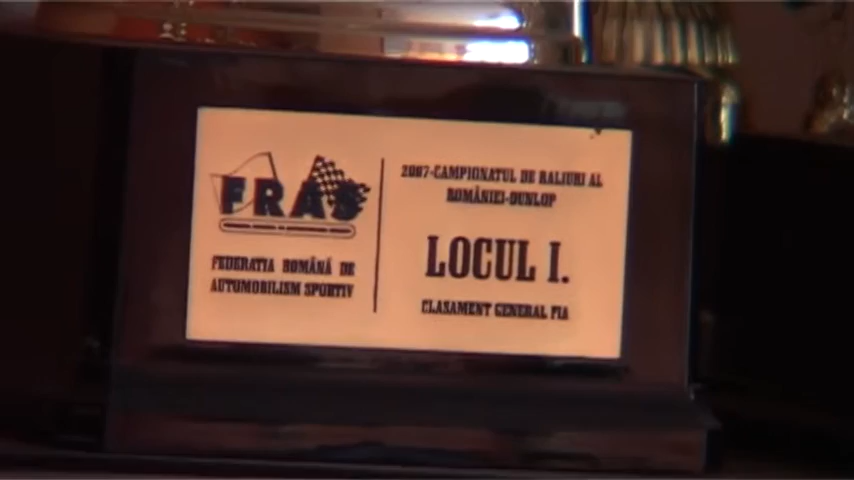 FRAS
FEDERATIA ROMÂNĂ DE
AUTOMOBILISM SPORTIV
2007-CAMPIONATUL DE RALIURI AL
ROMÂNIEI-DUNLOP
LOCUL I.
CLASAMENT GENERAL FIA